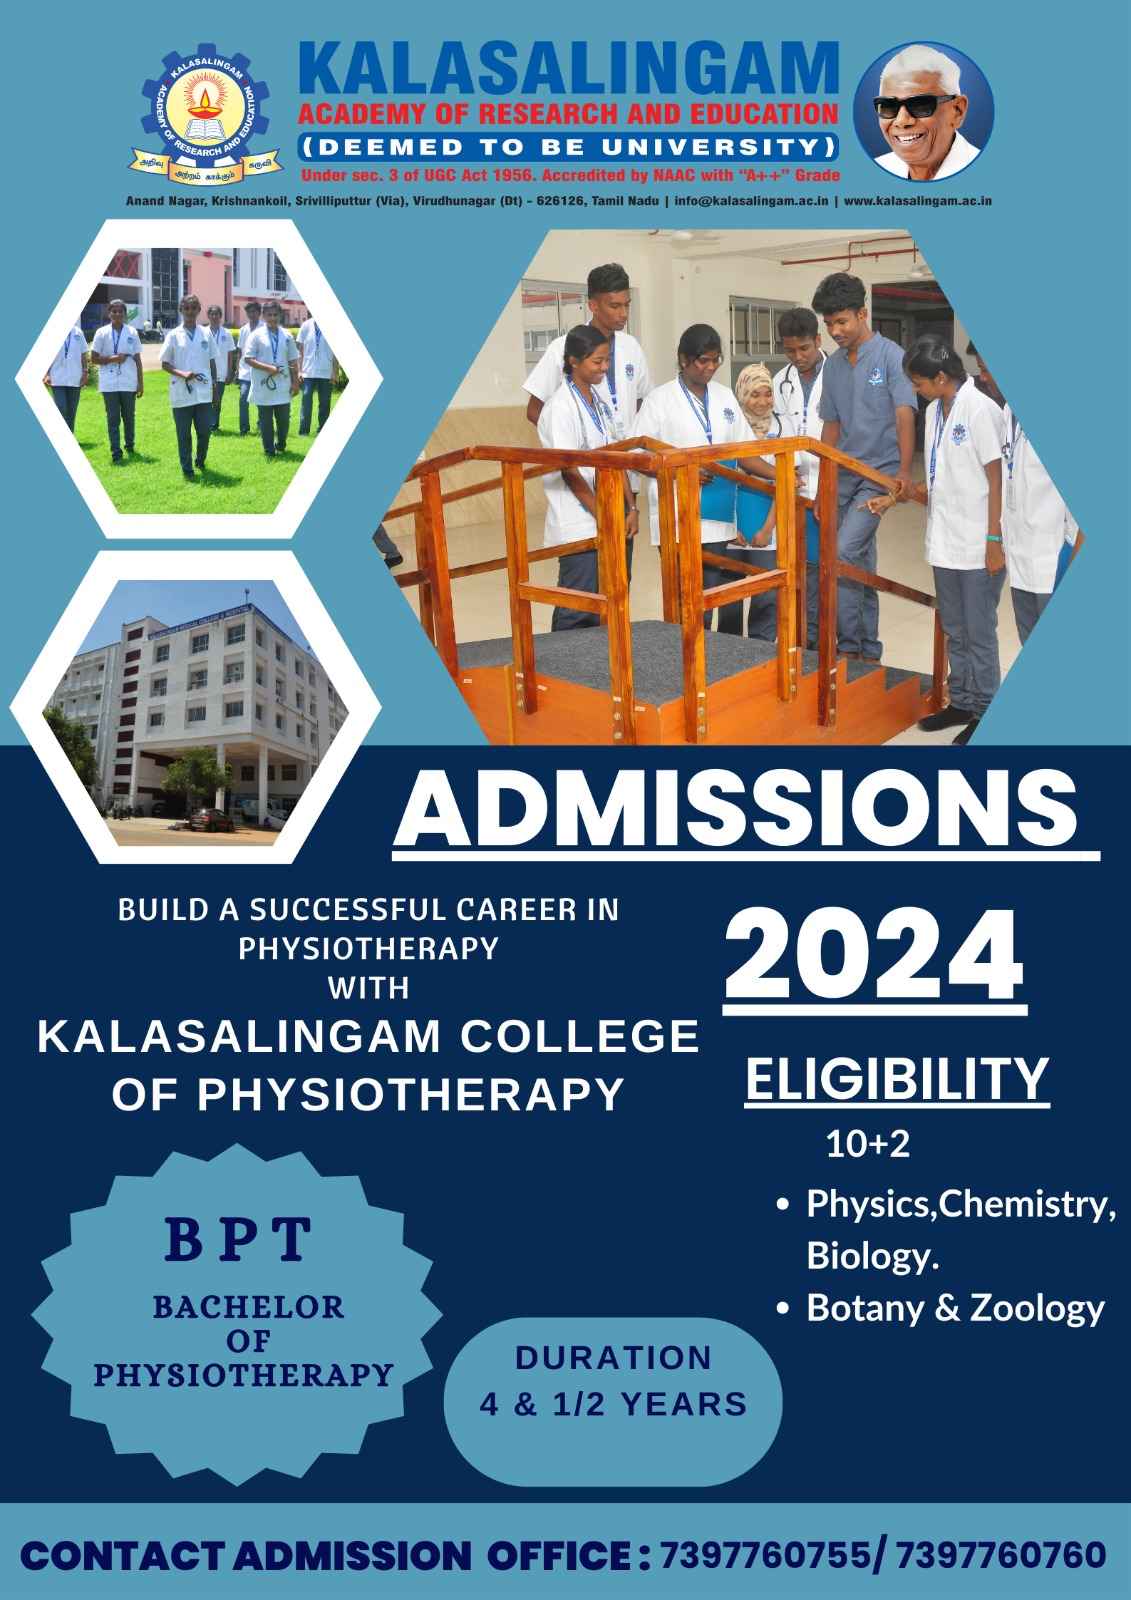 KALASALINGAM
ACADEMY OF RESEARCH AND EDUCATION
(DEEMED TO BE UNIVERSITY)
Under sec. 3 of UGC Act 1956. Accredited by NAAC with “A++” Grade
KALASALINGAM
ACADEMY OF RESEARCH AND EDUCATION
அறிவு
அற்றம் காக்கும்
கருவி
Anand Nagar, Krishnankoil, Srivilliputtur (Via), Virudhunagar (Dt) - 626126, Tamil Nadu | info@kalasalingam.ac.in | www.kalasalingam.ac.in
ADMISSIONS
2024
BUILD A SUCCESSFUL CAREER IN
PHYSIOTHERAPY
WITH
KALASALINGAM COLLEGE
OF PHYSIOTHERAPY
ELIGIBILITY
10+2
• Physics,Chemistry,
Biology.
• Botany & Zoology
BPT
BACHELOR
OF
PHYSIOTHERAPY
DURATION
4 & 1/2 YEARS
CONTACT ADMISSION OFFICE : 7397760755/ 7397760760